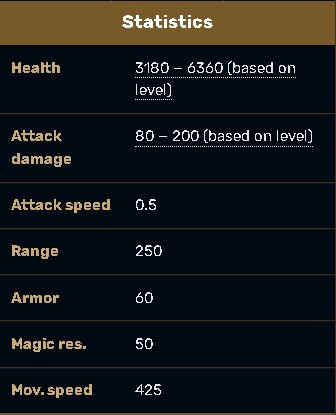 Statistics
Health 3180 – 6360 (based on
level)
Attack 80 – 200 (based on level)
damage
Attack speed 0.5
Range 250
Armor 60
Magic res. 50
Mov. speed 425